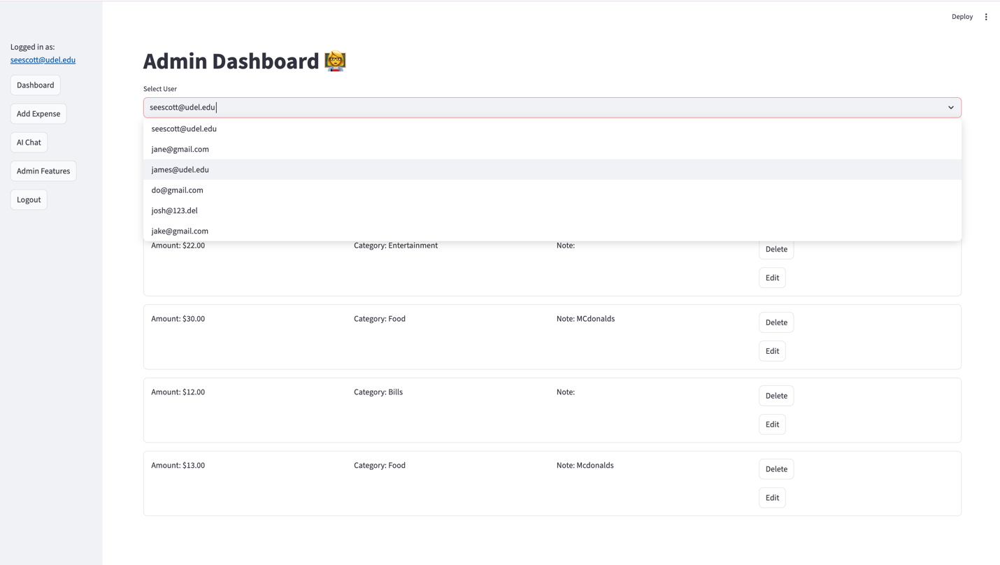 Deploy
Logged in as:
seescott@udel.edu
Dashboard
Add Expense
AI Chat
Admin Features
Logout
Admin Dashboard
Select User
seescott@udel.edu
seescott@udel.edu
jane@gmail.com
james@udel.edu
do@gmail.com
josh@123.del
jake@gmail.com
Amount: $22.00 Category: Entertainment Note: Delete
Edit
Amount: $30.00 Category: Food Note: MCdonalds Delete
Edit
Amount: $12.00 Category: Bills Note: Delete
Edit
Amount: $13.00 Category: Food Note: Mcdonalds Delete
Edit